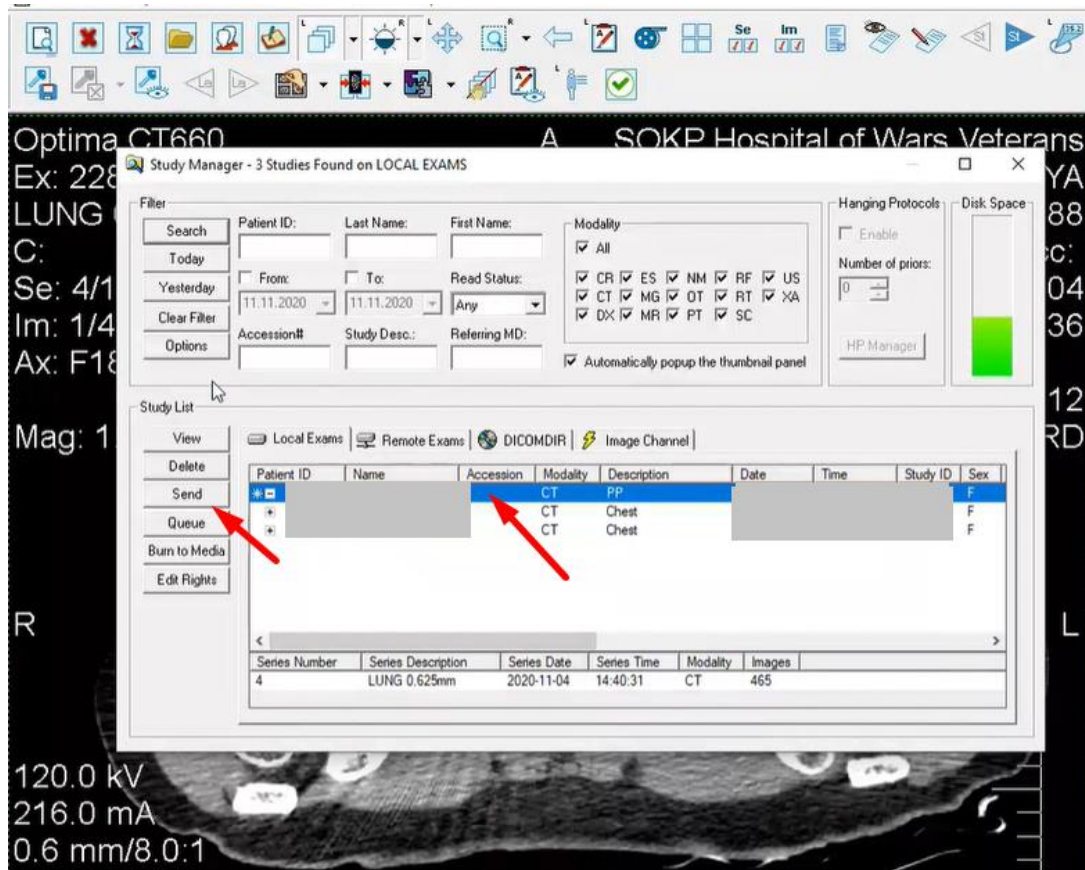 Se Im
St St 35.2
La La
Optima CT660 A SOKP Hospital of Wars Veterans
Ex: 228 YA
LUNG 88
C:
Se: 4/1 04
Im: 1/4 36
Ax: F18
12
Mag: 1 RD
Study Manager - 3 Studies Found on LOCAL EXAMS
Filter
Search
Today
Yesterday
Clear Filter
Options
Patient ID: Last Name: First Name:
From: To: Read Status:
11.11.2020 11.11.2020 Any
Accession# Study Desc.: Referring MD:
Modality
All
CR ES NM RF US
CT MG OT RT XA
DX MR PT SC
Automatically popup the thumbnail panel
Hanging Protocols
Enable
Number of priors:
0
HP Manager
Disk Space
Study List
View
Delete
Send
Queue
Burn to Media
Edit Rights
Local Exams Remote Exams DICOMDIR Image Channel
Patient ID Name Accession Modality Description Date Time Study ID Sex
CT PP F
CT Chest F
CT Chest F
Series Number Series Description Series Date Series Time Modality Images
4 LUNG 0.625mm 2020-11-04 14:40:31 CT 465
R L
120.0 kV
216.0 mA
0.6 mm/8.0:1